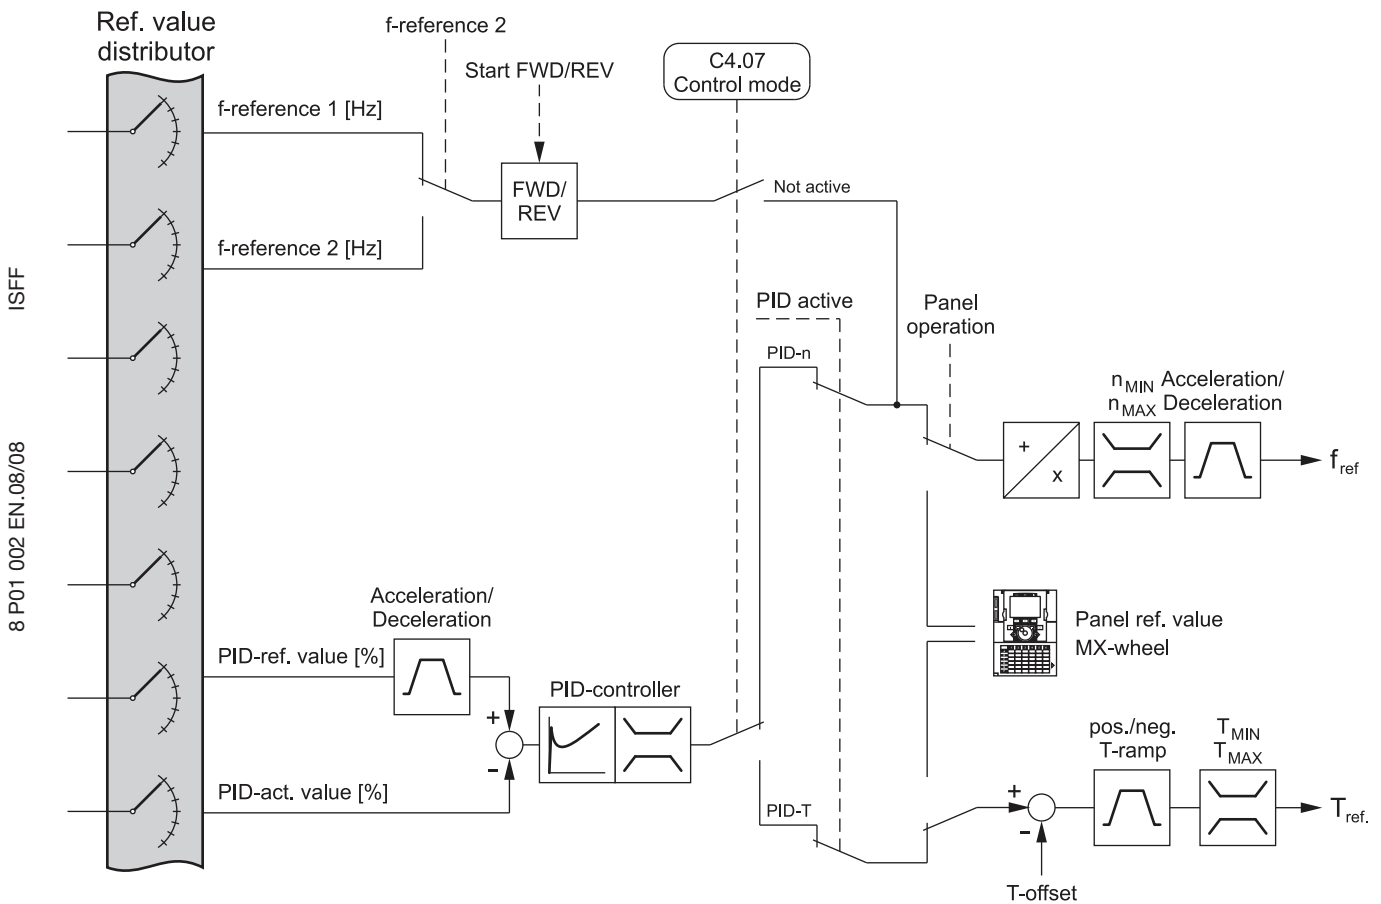 Ref. value
distributor
f-reference 2
Start FWD/REV
C4.07
Control mode
f-reference 1 [Hz]
FWD/
REV
Not active
f-reference 2 [Hz]
ISFF
8 P01 002 EN.08/08
PID active
Panel
operation
PID-n
nMIN Acceleration/
nMAX Deceleration
+
x
fref
Acceleration/
Deceleration
Panel ref. value
MX-wheel
PID-ref. value [%]
PID-controller
+
-
PID-act. value [%]
PID-T
pos./neg.
T-ramp
TMIN
TMAX
+
-
Tref.
T-offset